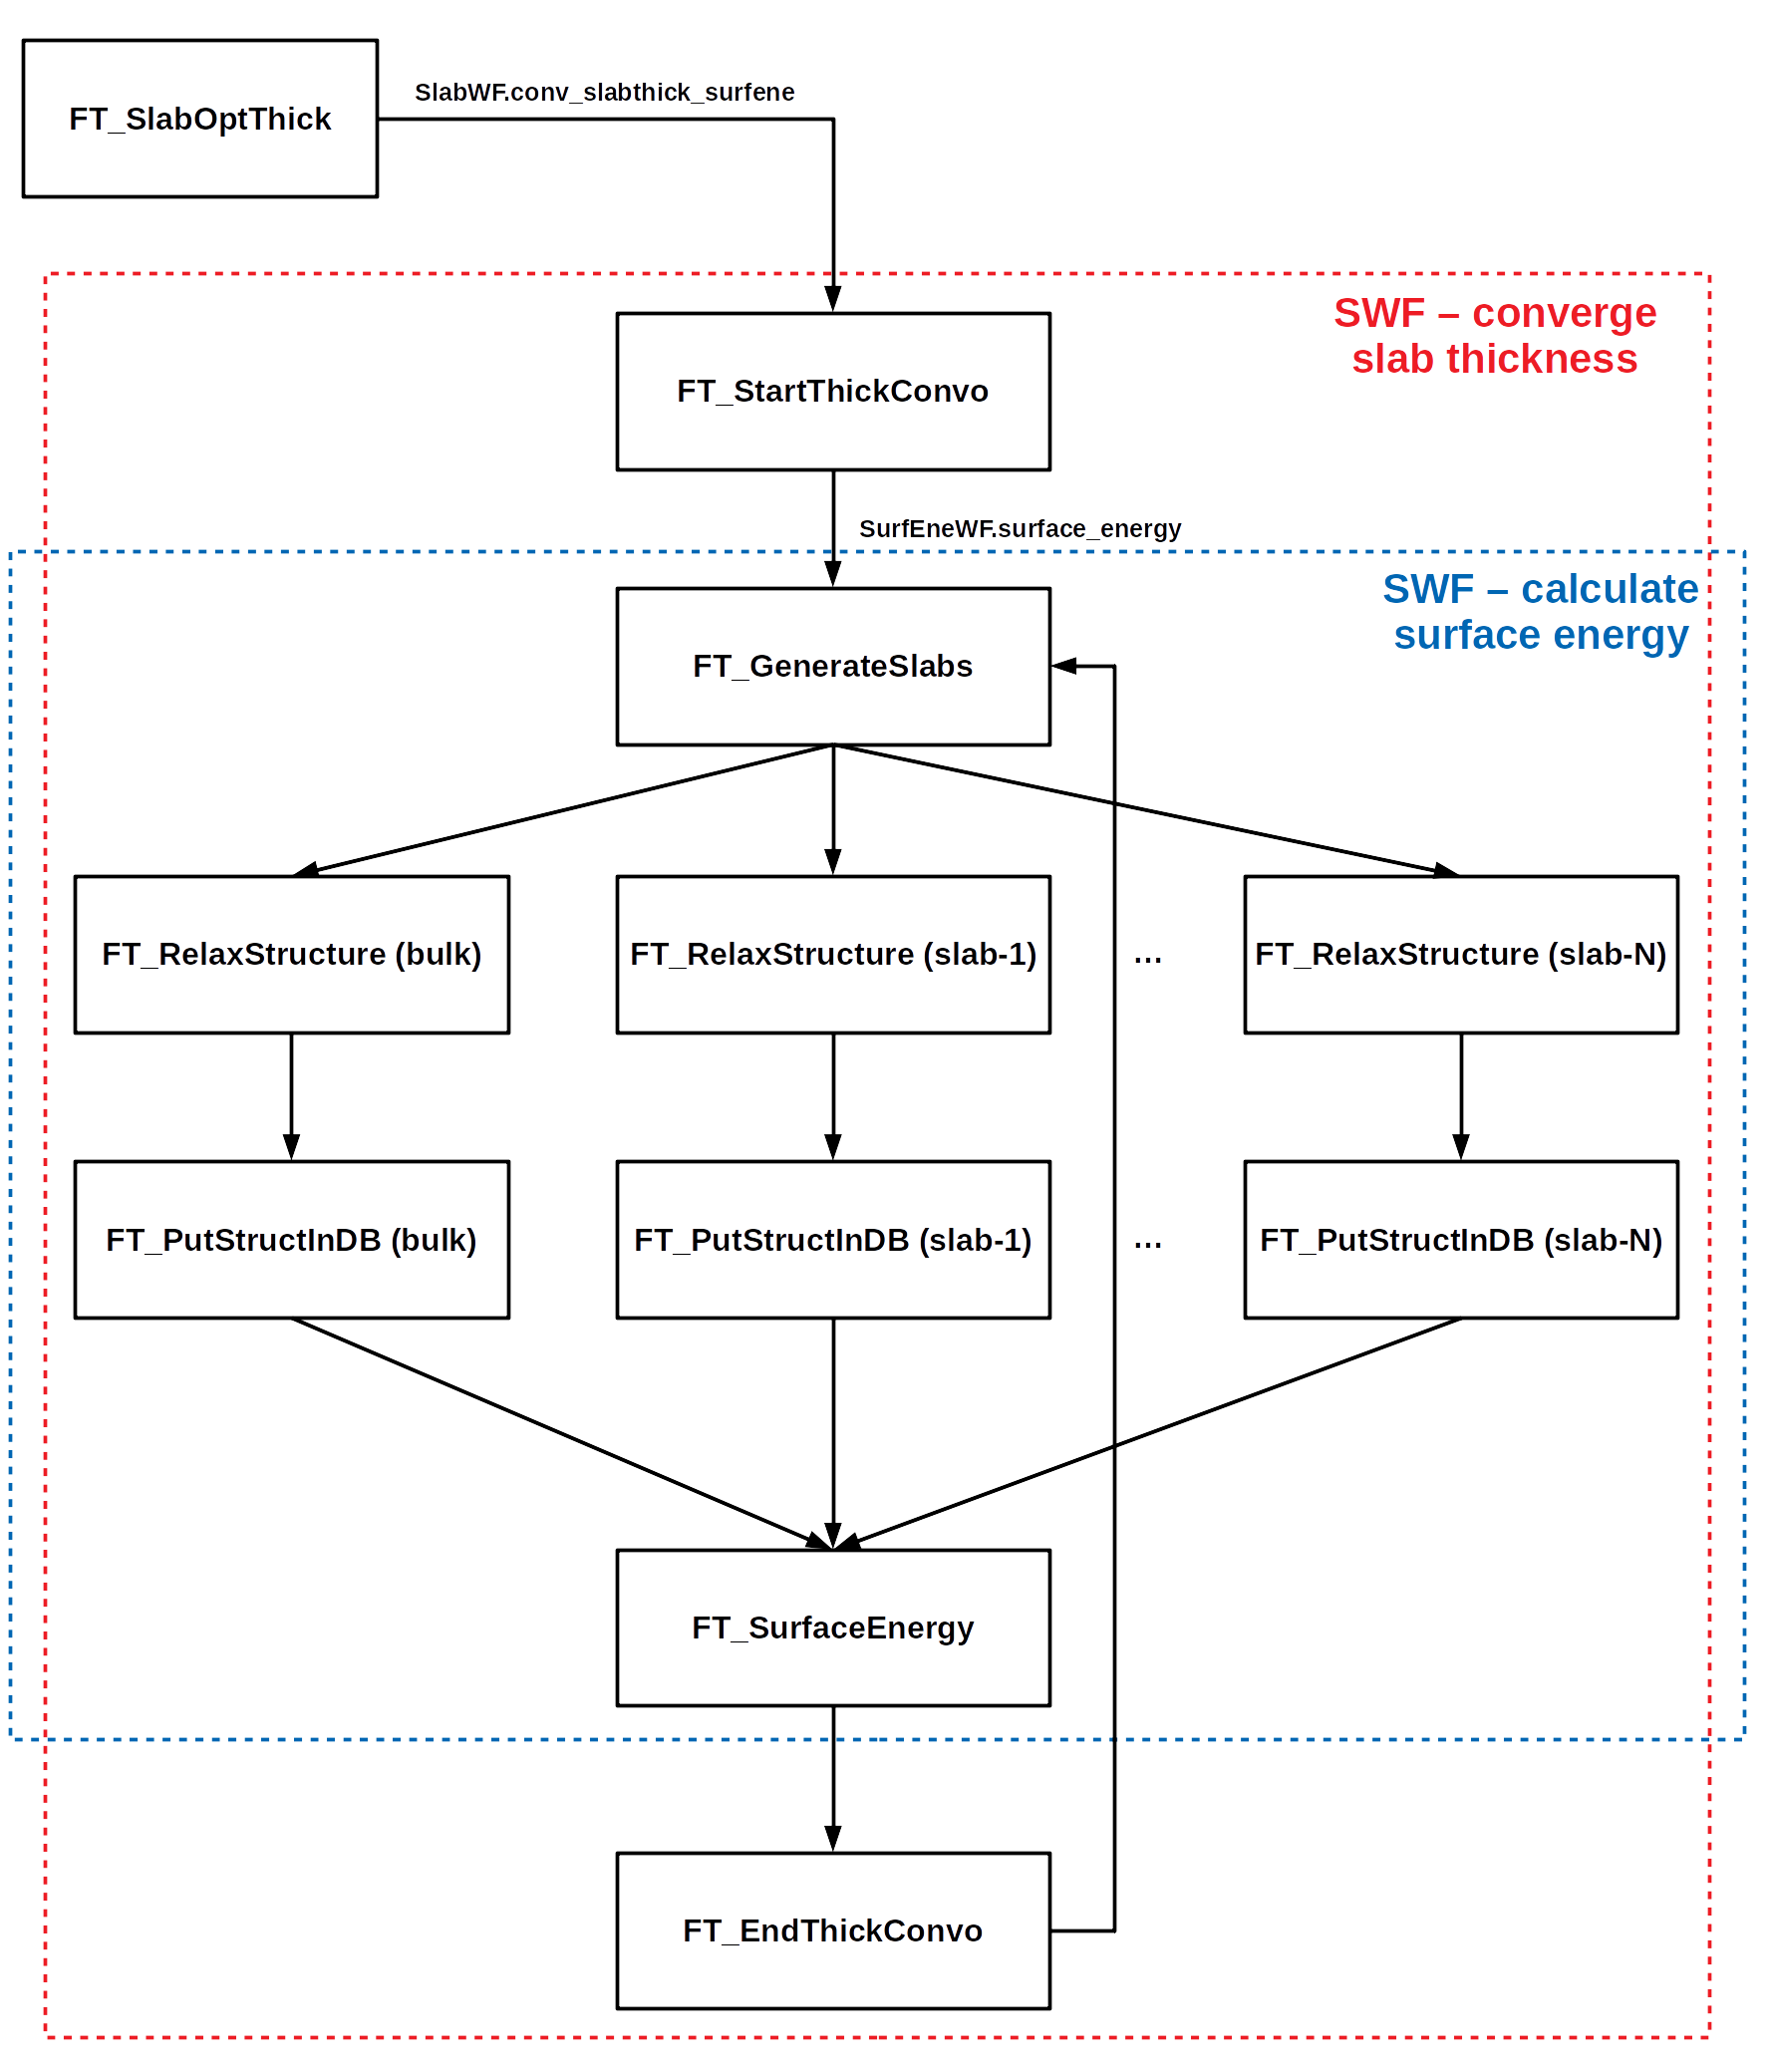 FT_SlabOptThick
SlabWF.conv_slabthick_surfene
SWF – converge
slab thickness
FT_StartThickConvo
SurfEneWF.surface_energy
SWF – calculate
surface energy
FT_GenerateSlabs
FT_RelaxStructure (bulk)
FT_RelaxStructure (slab-1)
...
FT_RelaxStructure (slab-N)
FT_PutStructInDB (bulk)
FT_PutStructInDB (slab-1)
...
FT_PutStructInDB (slab-N)
FT_SurfaceEnergy
FT_EndThickConvo